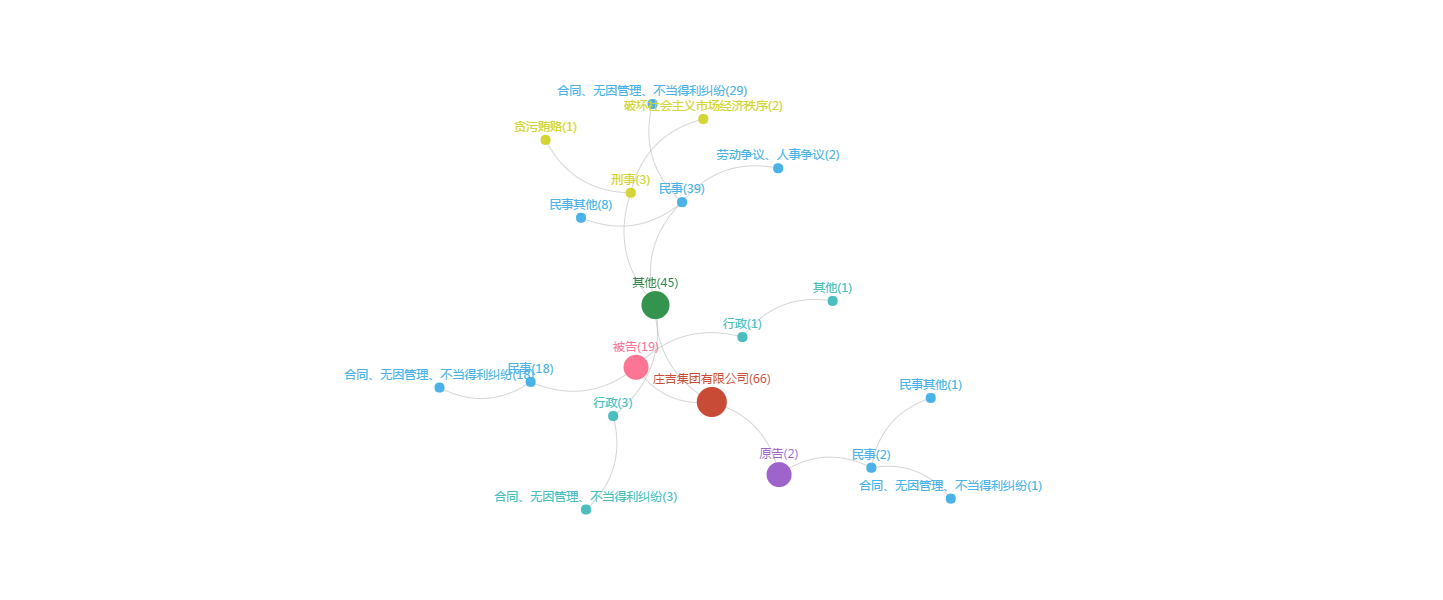 合同、无因管理、不当得利纠纷(29)
破坏社会主义市场经济秩序(2)
贪污贿赂(1)
劳动争议、人事争议(2)
刑事(3)
民事(39)
民事其他(8)
其他(45)
其他(1)
行政(1)
被告(19)
民事(18)
合同、无因管理、不当得利纠纷(18)
庄吉集团有限公司(66)
民事其他(1)
行政(3)
原告(2)
民事(2)
合同、无因管理、不当得利纠纷(1)
合同、无因管理、不当得利纠纷(3)